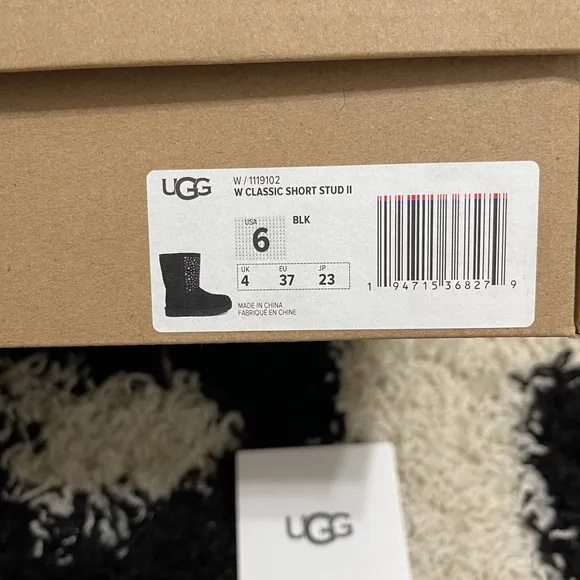 UGG
W / 1119102
W CLASSIC SHORT STUD II
USA
6
BLK
UK EU JP
4 37 23
MADE IN CHINA
FABRIQUÉ EN CHINE
1 94715 36827 9
UGG